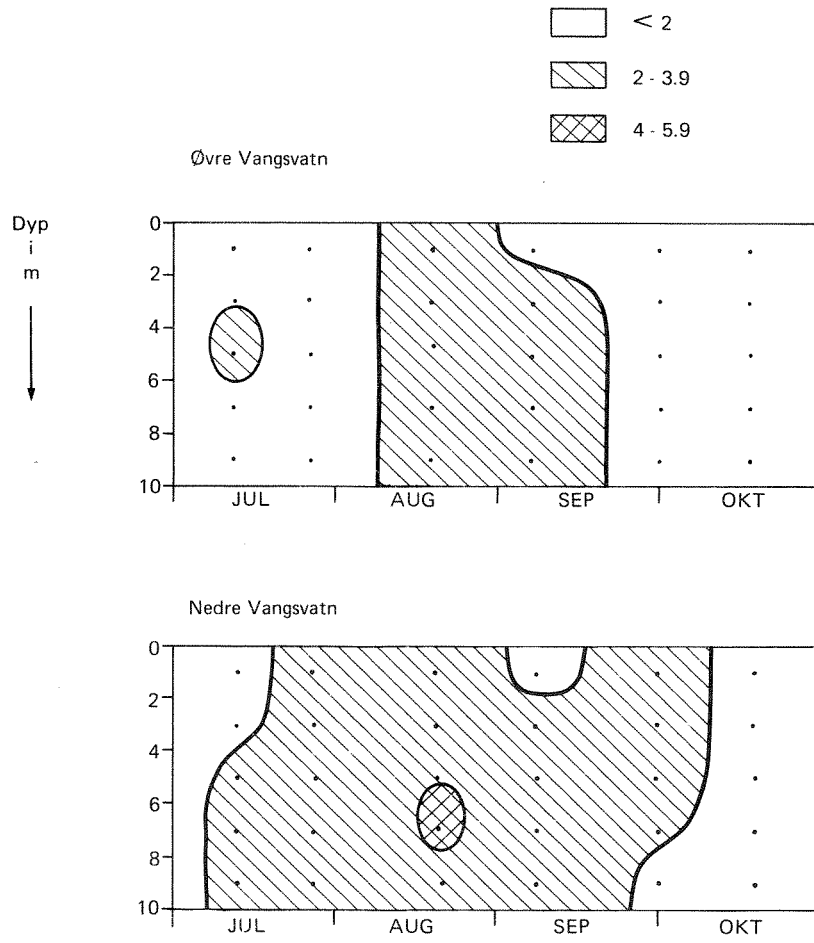 < 2
2 - 3.9
4 - 5.9
Øvre Vangsvatn
Dyp
i
m
0
2
4
6
8
10
JUL AUG SEP OKT
Nedre Vangsvatn
0
2
4
6
8
10
JUL AUG SEP OKT